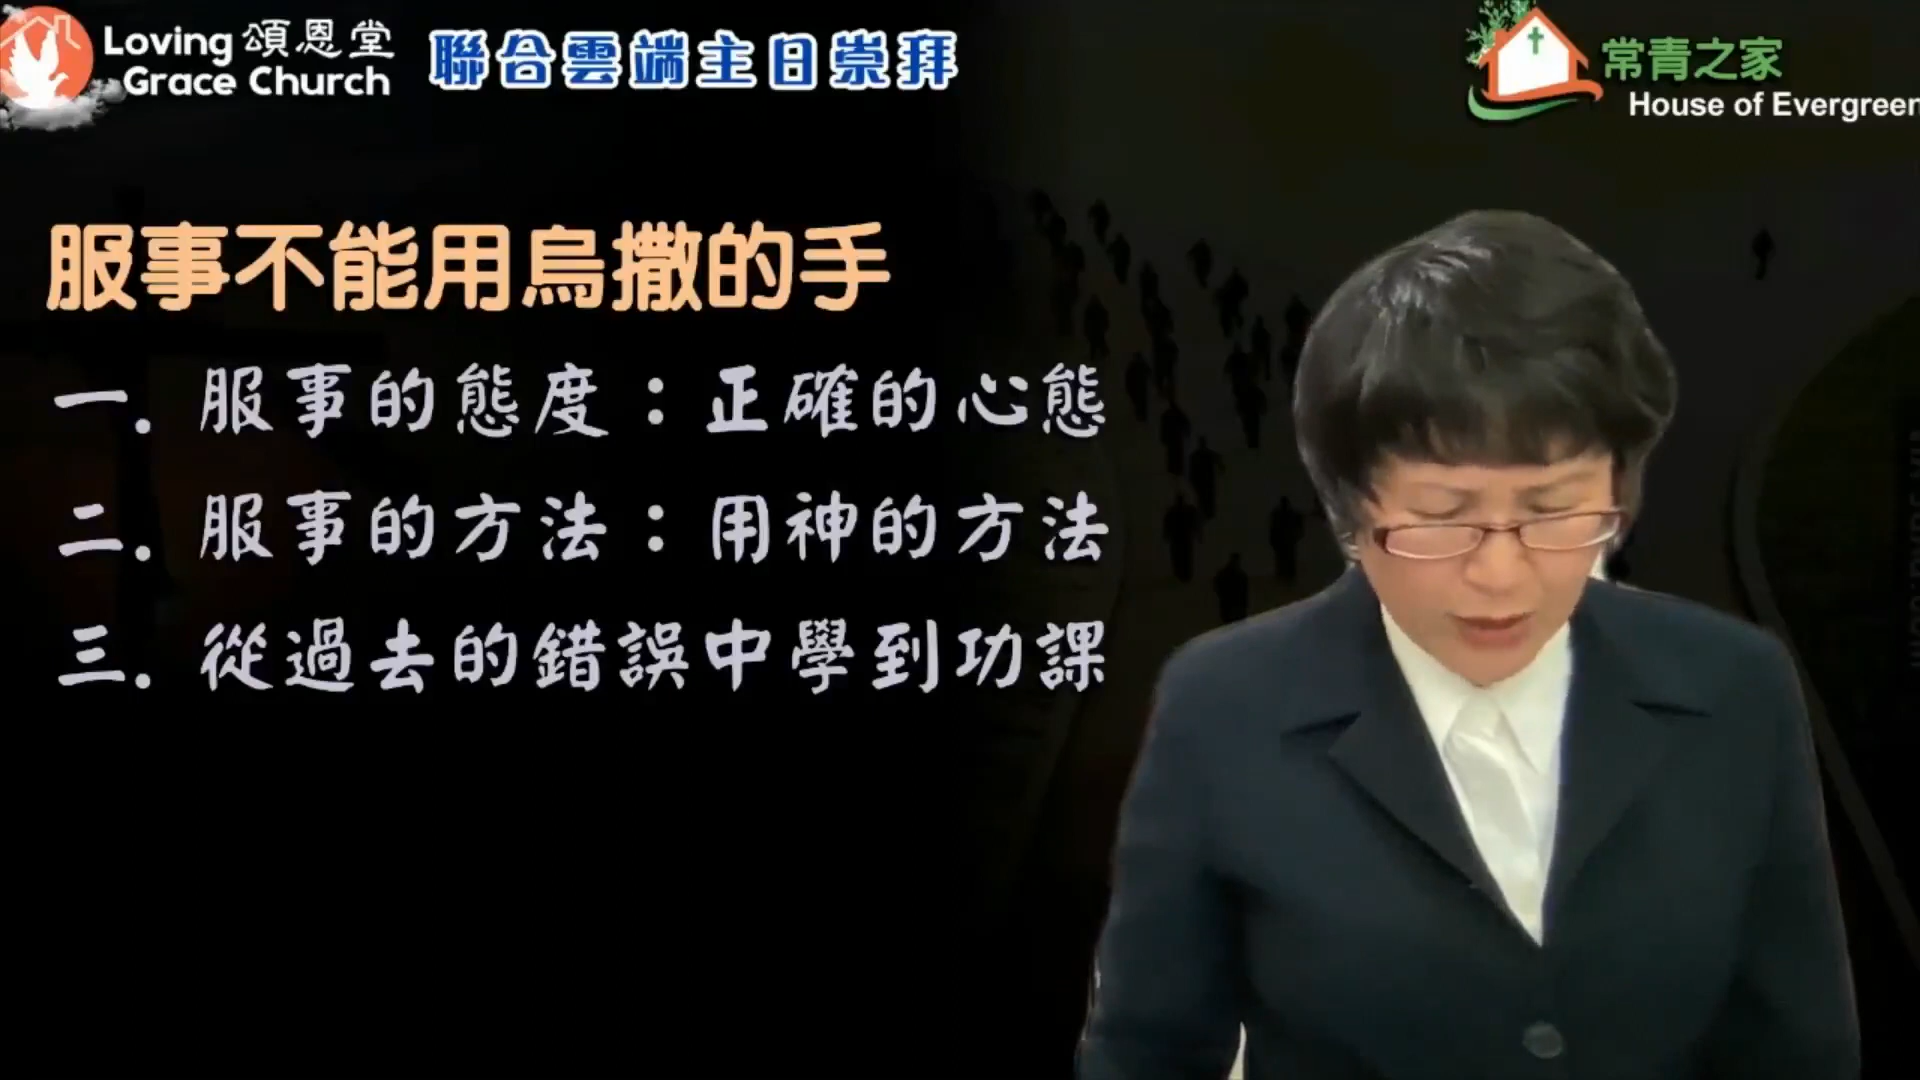 Loving 頌恩堂
Grace Church
聯合雲端主日崇拜
常青之家
House of Evergreen
服事不能用烏撒的手
一. 服事的態度：正確的心態
二. 服事的方法：用神的方法
三. 從過去的錯誤中學到功課